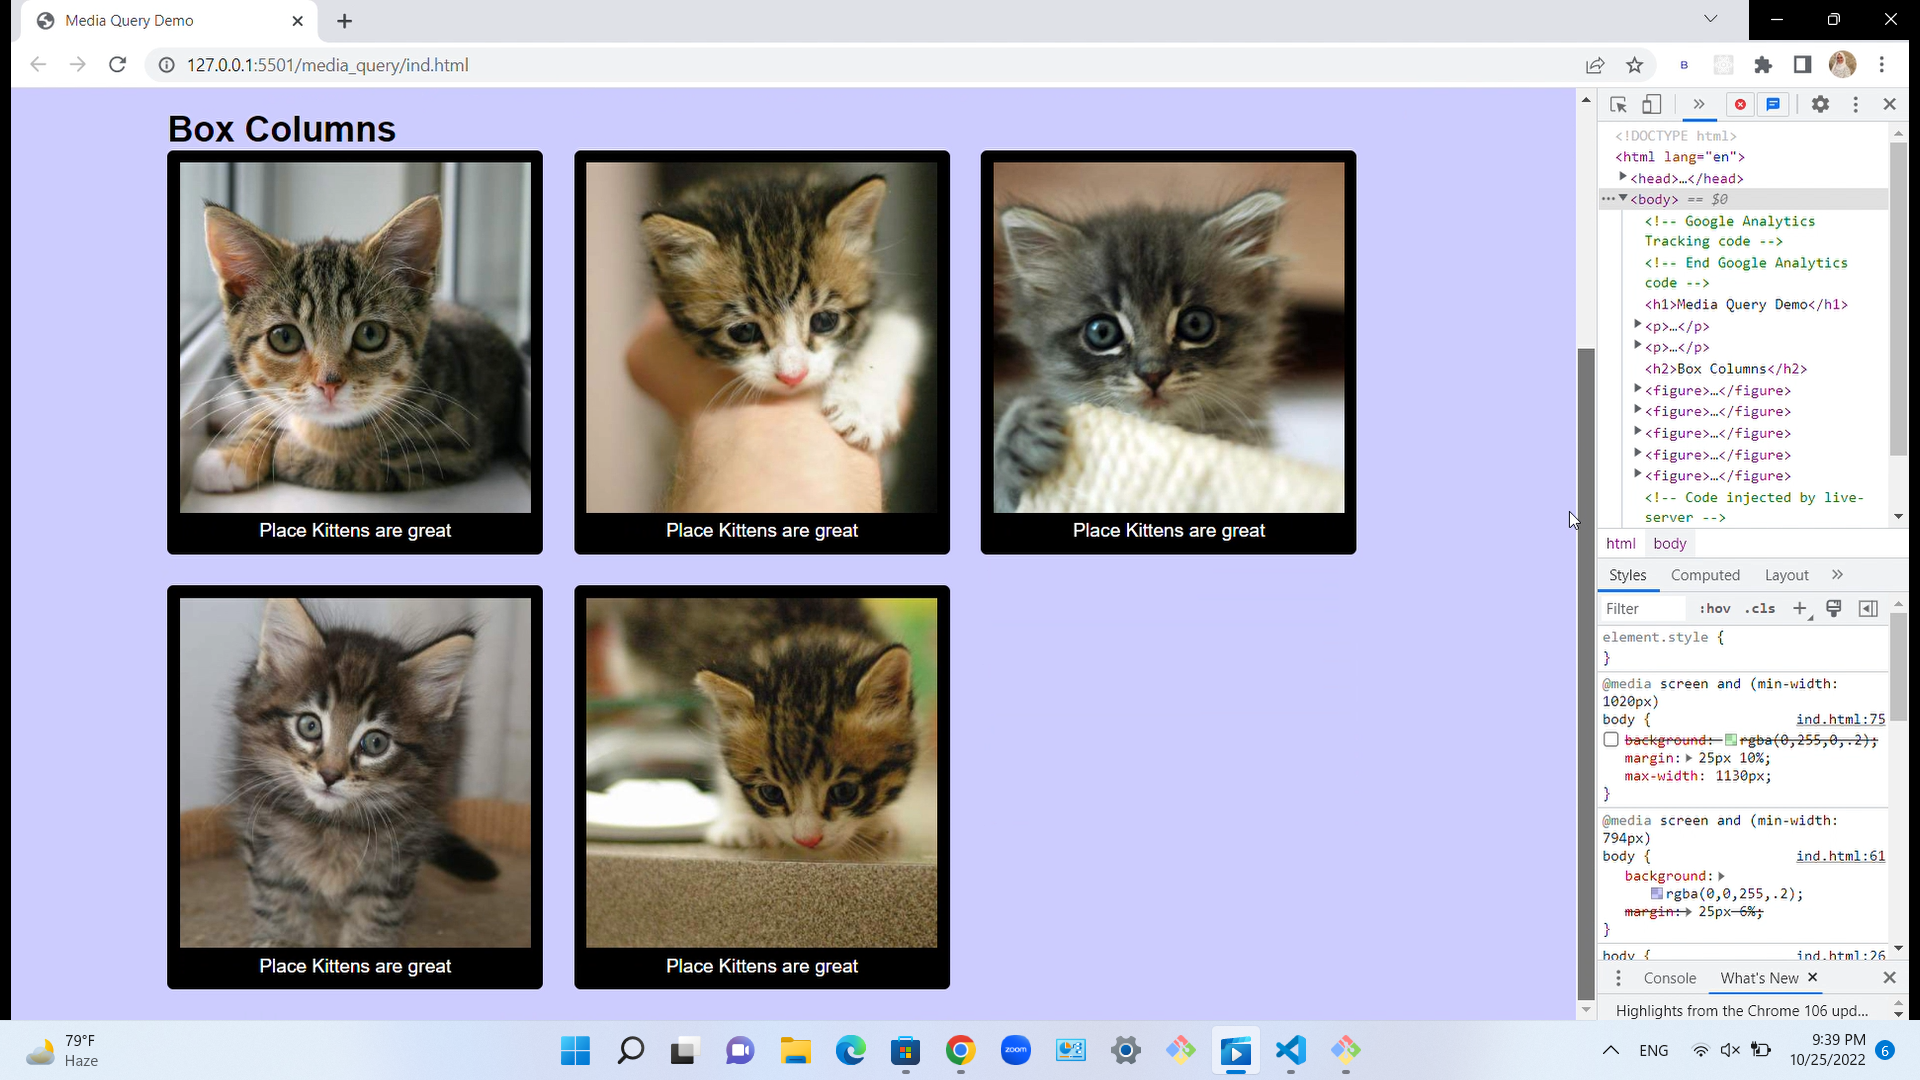 Media Query Demo
127.0.0.1:5501/media_query/ind.html
B
Box Columns
Place Kittens are great
Place Kittens are great
Place Kittens are great
Place Kittens are great
Place Kittens are great
<!DOCTYPE html>
<html lang="en">
<head>…</head>
<body> == $0
<!-- Google Analytics
Tracking code -->
<!-- End Google Analytics
code -->
<h1>Media Query Demo</h1>
<p>…</p>
<p>…</p>
<h2>Box Columns</h2>
<figure>…</figure>
<figure>…</figure>
<figure>…</figure>
<figure>…</figure>
<figure>…</figure>
<!-- Code injected by live-
server -->
html body
Styles Computed Layout
Filter :hov .cls
element.style {
}
@media screen and (min-width:
1020px)
body { ind.html:75
background: rgba(0,255,0,.2);
margin: 25px 10%;
max-width: 1130px;
}
@media screen and (min-width:
794px)
body { ind.html:61
background:
rgba(0,0,255,.2);
margin: 25px 6%;
}
body { ind.html:26
Console What's New
Highlights from the Chrome 106 upd...
79°F
Haze
zoom
ENG
9:39 PM
10/25/2022
6